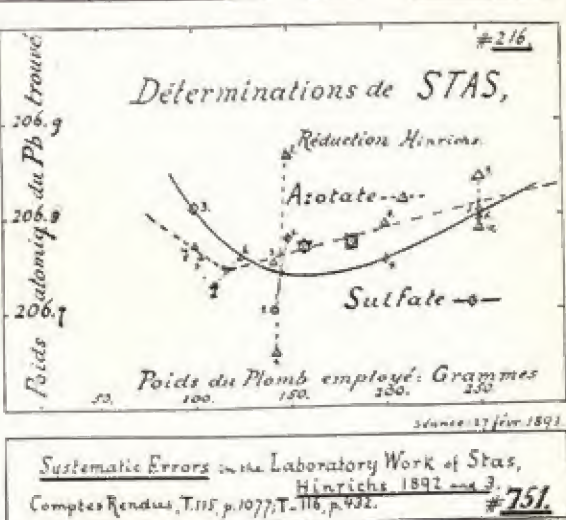 #216.
Déterminations de STAS,
Réduction Hinrichs.
Azotate
Sulfate
Poids atomiq. du Pb trouvé
206.9
206.8
206.7
Poids du Plomb employé: Grammes
50. 100. 150. 200. 250.
Séance: 27 févr. 1893.
Systematic Errors in the Laboratory Work of Stas,
Hinrichs 1892 and 3.
Comptes Rendus, T. 115, p. 1077; T. 116, p. 432.
#751.